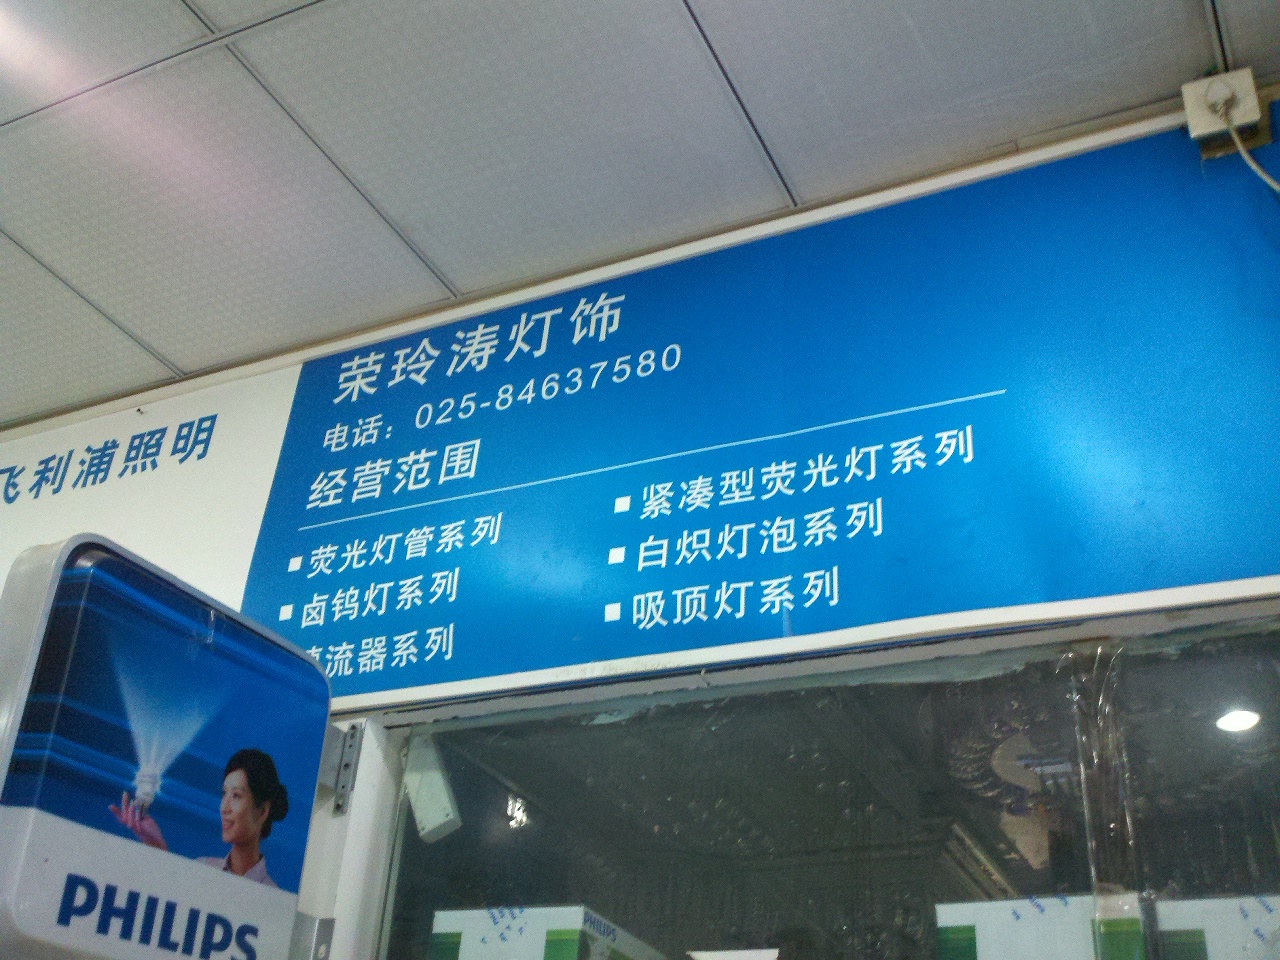 飞利浦照明
荣玲涛灯饰
电话：025-84637580
经营范围
■荧光灯管系列
■卤钨灯系列
流器系列
■紧凑型荧光灯系列
■白炽灯泡系列
■吸顶灯系列
PHILIPS
PHILIPS